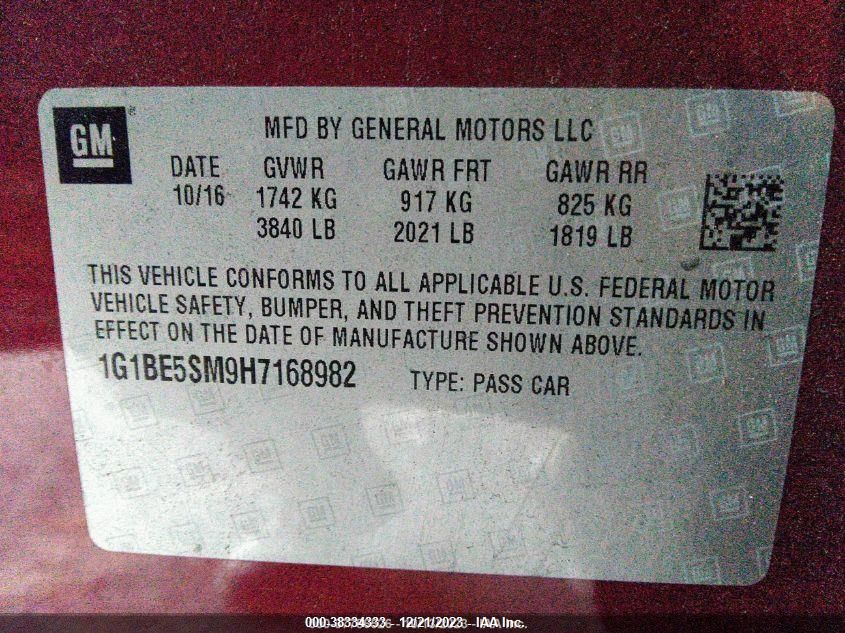 GM
MFD BY GENERAL MOTORS LLC
DATE GVWR GAWR FRT GAWR RR
10/16 1742 KG 917 KG 825 KG
3840 LB 2021 LB 1819 LB
THIS VEHICLE CONFORMS TO ALL APPLICABLE U.S. FEDERAL MOTOR
VEHICLE SAFETY, BUMPER, AND THEFT PREVENTION STANDARDS IN
EFFECT ON THE DATE OF MANUFACTURE SHOWN ABOVE.
1G1BE5SM9H7168982 TYPE: PASS CAR
000-38334333 12/21/2023 IAA Inc.